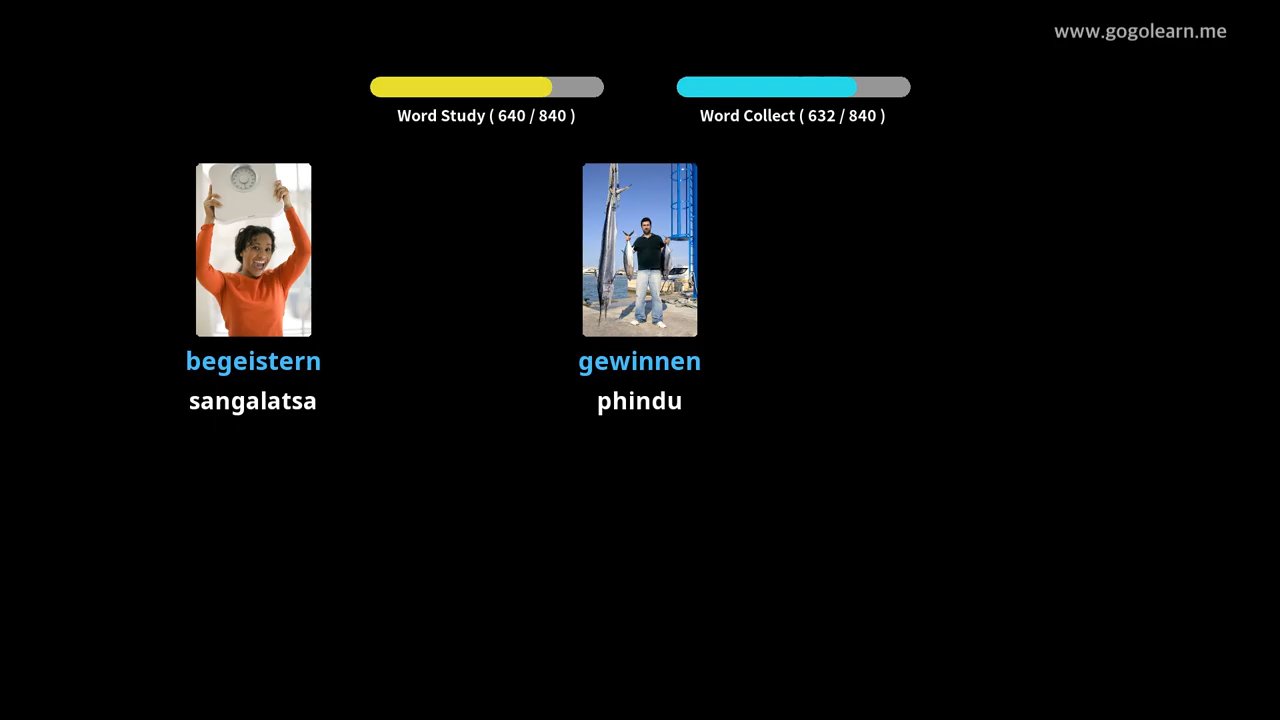 www.gogolearn.me
Word Study ( 640 / 840 )
Word Collect ( 632 / 840 )
begeistern
sangalatsa
gewinnen
phindu